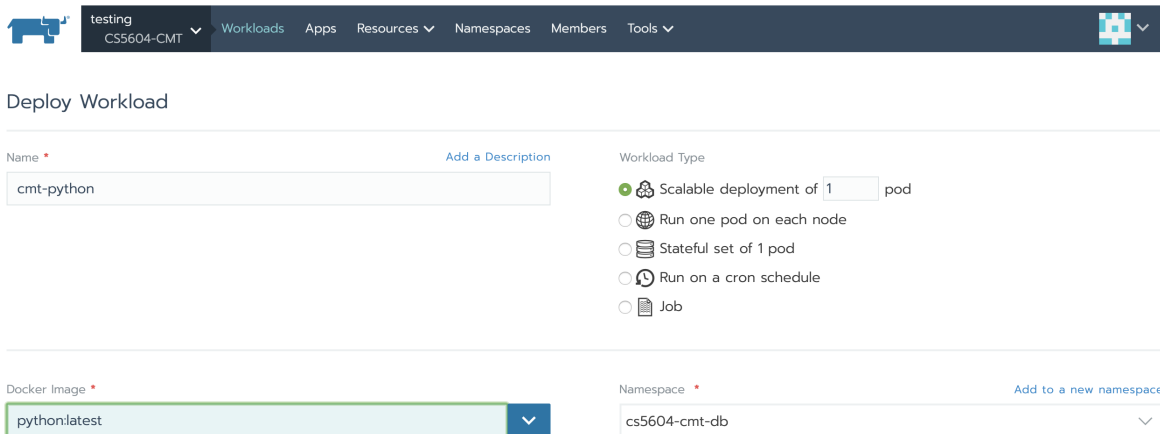 testing
CS5604-CMT
Workloads Apps Resources Namespaces Members Tools
Deploy Workload
Name *
Add a Description
cmt-python
Workload Type
Scalable deployment of 1 pod
Run one pod on each node
Stateful set of 1 pod
Run on a cron schedule
Job
Docker Image *
python:latest
Namespace *
Add to a new namespace
cs5604-cmt-db